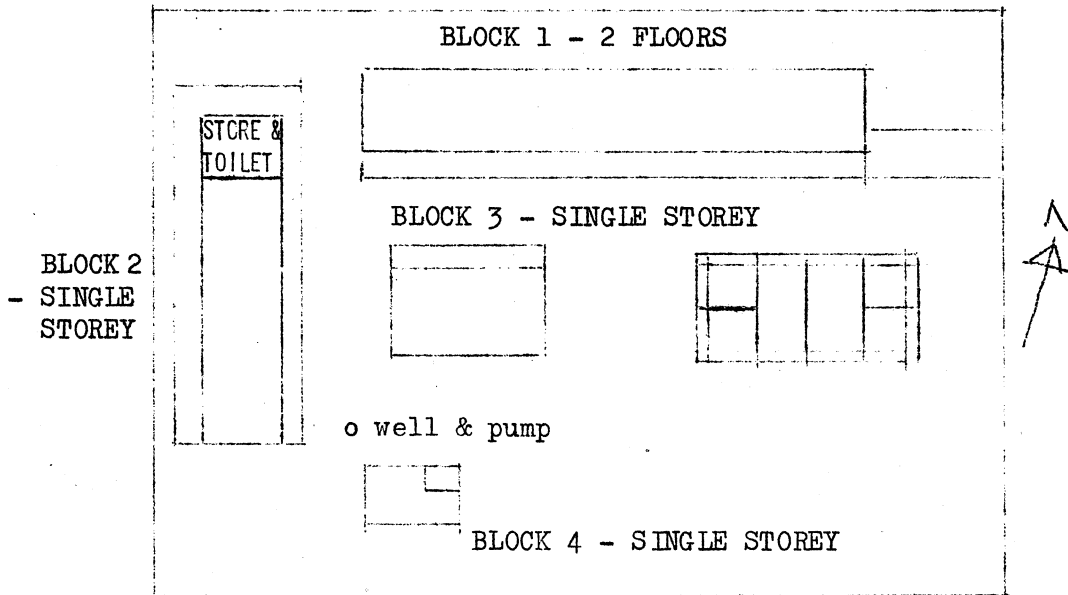 BLOCK 1 - 2 FLOORS
STORE &
TOILET
BLOCK 3 - SINGLE STOREY
BLOCK 2
- SINGLE
STOREY
o well & pump
BLOCK 4 - SINGLE STOREY